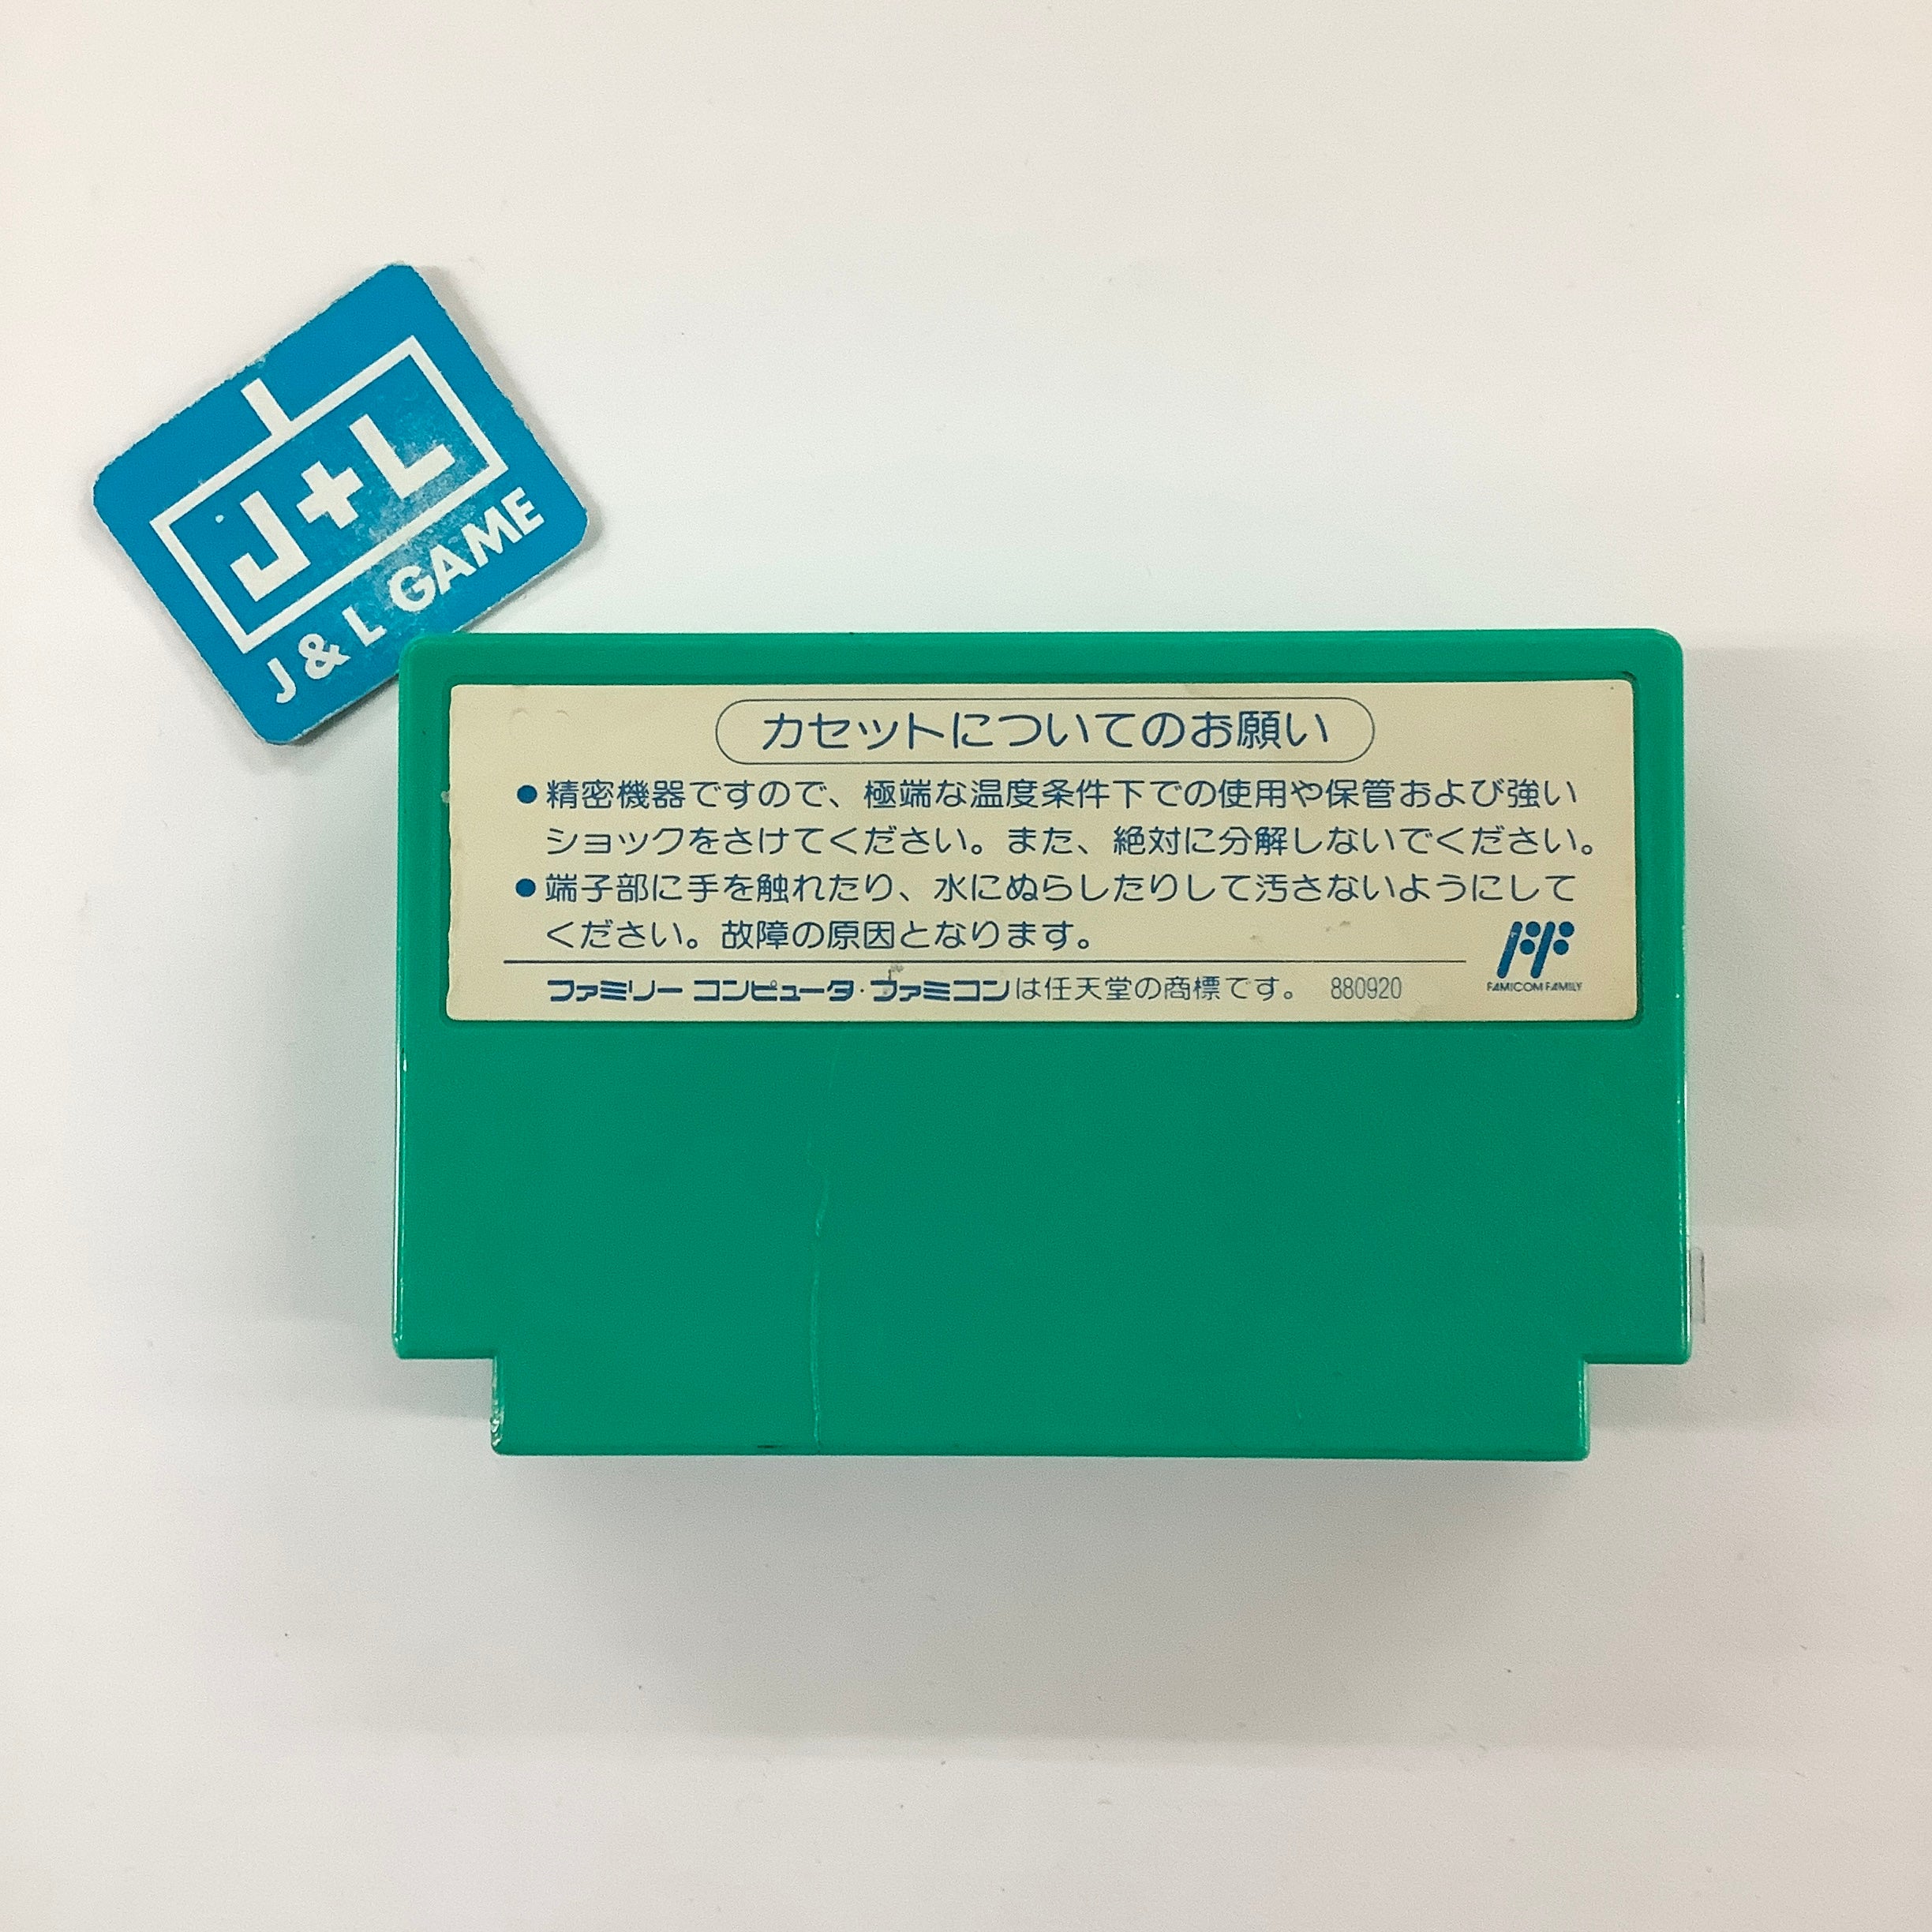 J+L
J & L GAME
カセットについてのお願い
●精密機器ですので、極端な温度条件下での使用や保管および強い
ショックをさけてください。また、絶対に分解しないでください。
●端子部に手を触れたり、水にぬらしたりして汚さないようにして
ください。故障の原因となります。
ファミリー コンピュータ・ファミコンは任天堂の商標です。 880920
FAMICOM FAMILY